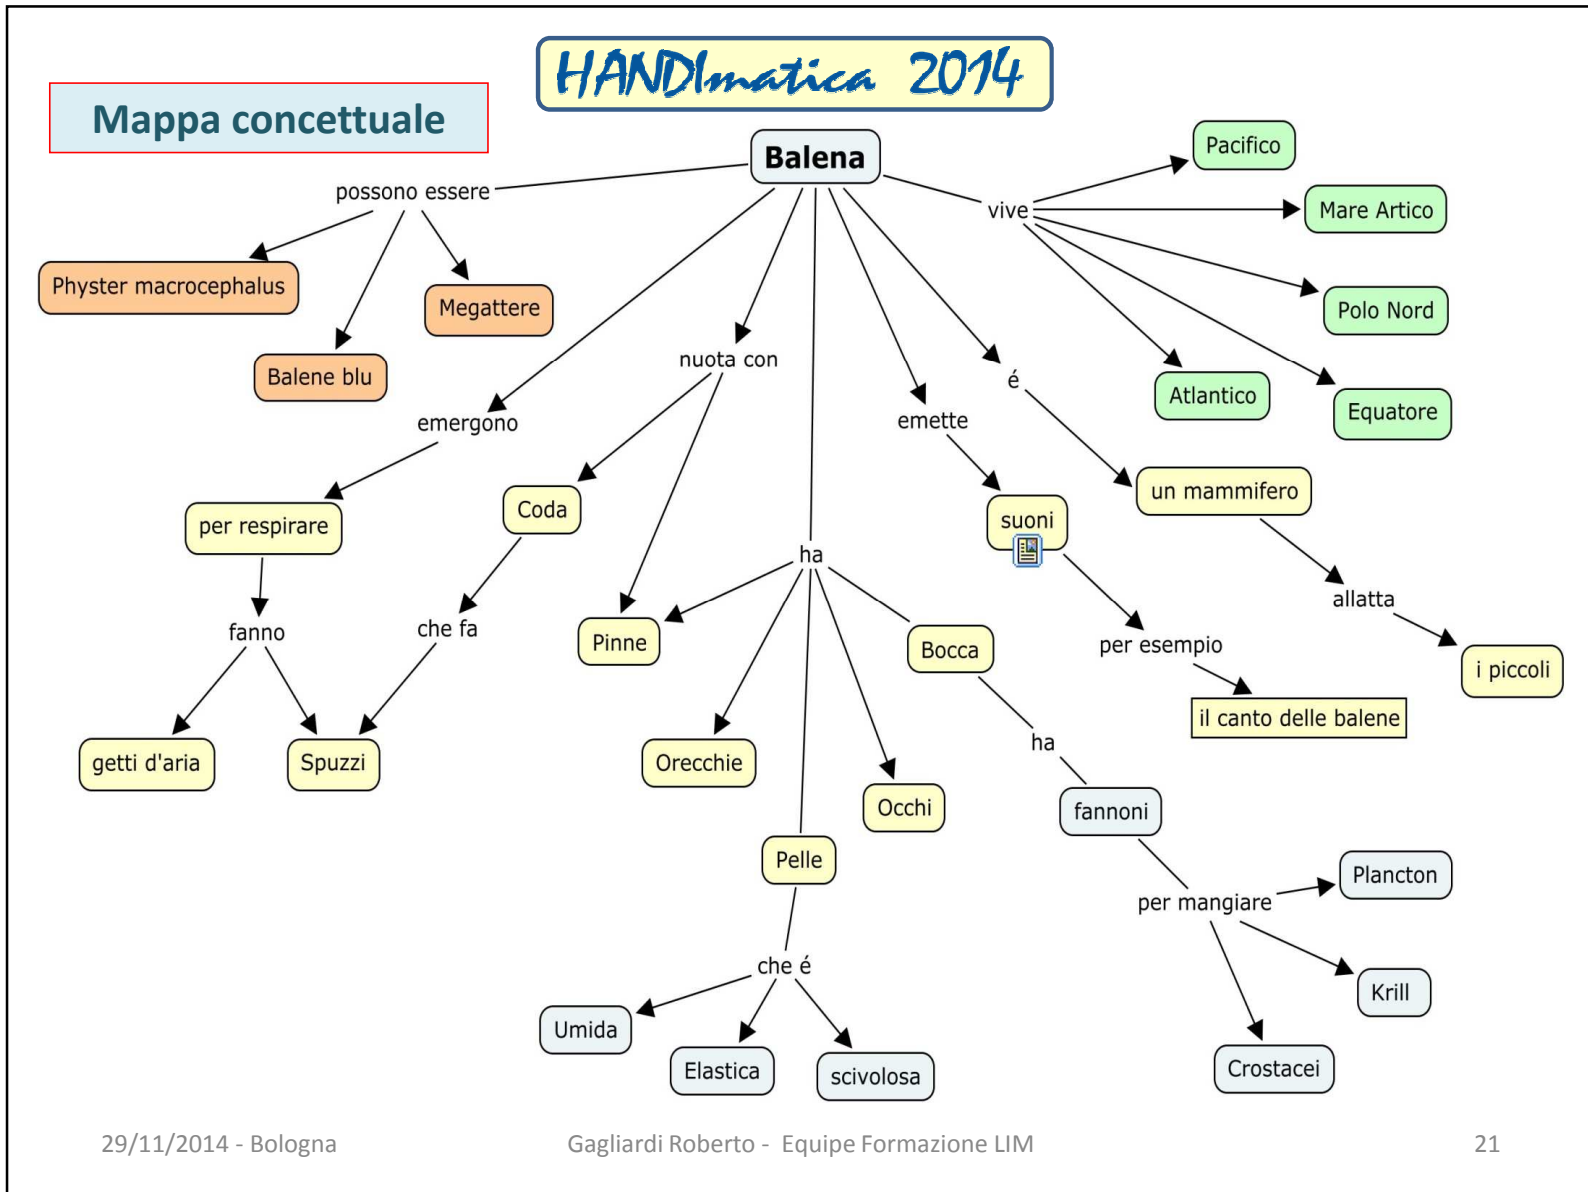 HANDImatica 2014
Mappa concettuale
Balena
possono essere
Physter macrocephalus
Balene blu
Megattere
vive
Pacifico
Mare Artico
Polo Nord
Equatore
Atlantico
emergono
per respirare
fanno
getti d'aria
Spuzzi
nuota con
Coda
che fa
Pinne
ha
Orecchie
Pelle
Occhi
Bocca
che é
Umida
Elastica
scivolosa
ha
fannoni
per mangiare
Plancton
Krill
Crostacei
emette
suoni
per esempio
il canto delle balene
é
un mammifero
allatta
i piccoli
29/11/2014 - Bologna
Gagliardi Roberto - Equipe Formazione LIM
21